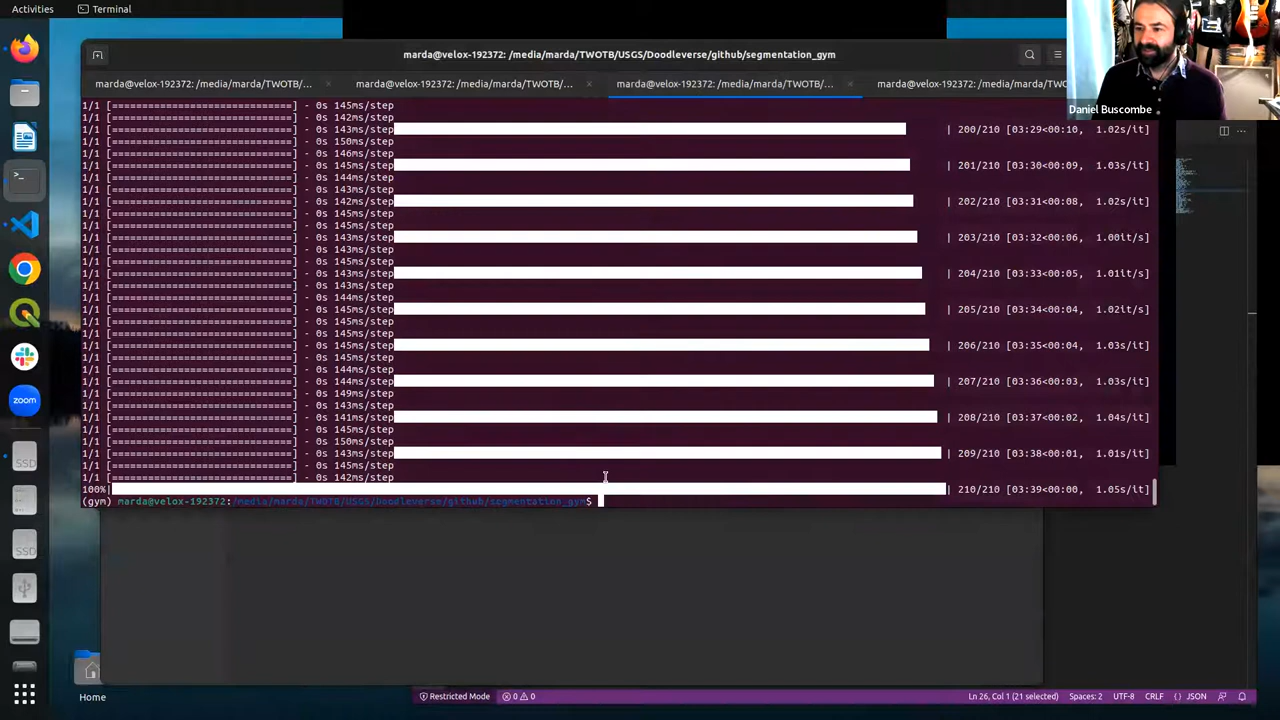 Activities
Terminal
marda@velox-192372: /media/marda/TWOTB/USGS/Doodleverse/github/segmentation_gym
marda@velox-192372: /media/marda/TWOTB/... ×
marda@velox-192372: /media/marda/TWOTB/... ×
marda@velox-192372: /media/marda/TWOTB/... ×
marda@velox-192372: /media/marda/TWOTB
Daniel Buscombe
1/1 [==============================] - 0s 145ms/step
1/1 [==============================] - 0s 142ms/step
1/1 [==============================] - 0s 143ms/step | 200/210 [03:29<00:10, 1.02s/it]
1/1 [==============================] - 0s 150ms/step
1/1 [==============================] - 0s 146ms/step
1/1 [==============================] - 0s 145ms/step | 201/210 [03:30<00:09, 1.03s/it]
1/1 [==============================] - 0s 144ms/step
1/1 [==============================] - 0s 143ms/step
1/1 [==============================] - 0s 142ms/step | 202/210 [03:31<00:08, 1.02s/it]
1/1 [==============================] - 0s 145ms/step
1/1 [==============================] - 0s 145ms/step
1/1 [==============================] - 0s 143ms/step | 203/210 [03:32<00:06, 1.00it/s]
1/1 [==============================] - 0s 143ms/step
1/1 [==============================] - 0s 145ms/step
1/1 [==============================] - 0s 143ms/step | 204/210 [03:33<00:05, 1.01it/s]
1/1 [==============================] - 0s 143ms/step
1/1 [==============================] - 0s 144ms/step
1/1 [==============================] - 0s 145ms/step | 205/210 [03:34<00:04, 1.02it/s]
1/1 [==============================] - 0s 145ms/step
1/1 [==============================] - 0s 145ms/step
1/1 [==============================] - 0s 145ms/step | 206/210 [03:35<00:04, 1.03s/it]
1/1 [==============================] - 0s 145ms/step
1/1 [==============================] - 0s 144ms/step
1/1 [==============================] - 0s 144ms/step | 207/210 [03:36<00:03, 1.03s/it]
1/1 [==============================] - 0s 149ms/step
1/1 [==============================] - 0s 143ms/step
1/1 [==============================] - 0s 141ms/step | 208/210 [03:37<00:02, 1.04s/it]
1/1 [==============================] - 0s 145ms/step
1/1 [==============================] - 0s 150ms/step
1/1 [==============================] - 0s 143ms/step | 209/210 [03:38<00:01, 1.01s/it]
1/1 [==============================] - 0s 145ms/step
1/1 [==============================] - 0s 142ms/step
100%| | 210/210 [03:39<00:00, 1.05s/it]
(gym) marda@velox-192372:/media/marda/TWOTB/USGS/Doodleverse/github/segmentation_gym$
zoom
SSD
SSD
SSD
Home
Restricted Mode
0 0
Ln 26, Col 1 (21 selected)
Spaces: 2
UTF-8
CRLF
{} JSON